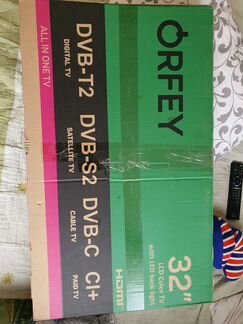 ORFEY
32"
LCD Color TV
with LED back light
HDMI
DVB-T2
DIGITAL TV
DVB-S2
SATELLITE TV
DVB-C
CABLE TV
CI+
PAID TV
ALL IN ONE TV